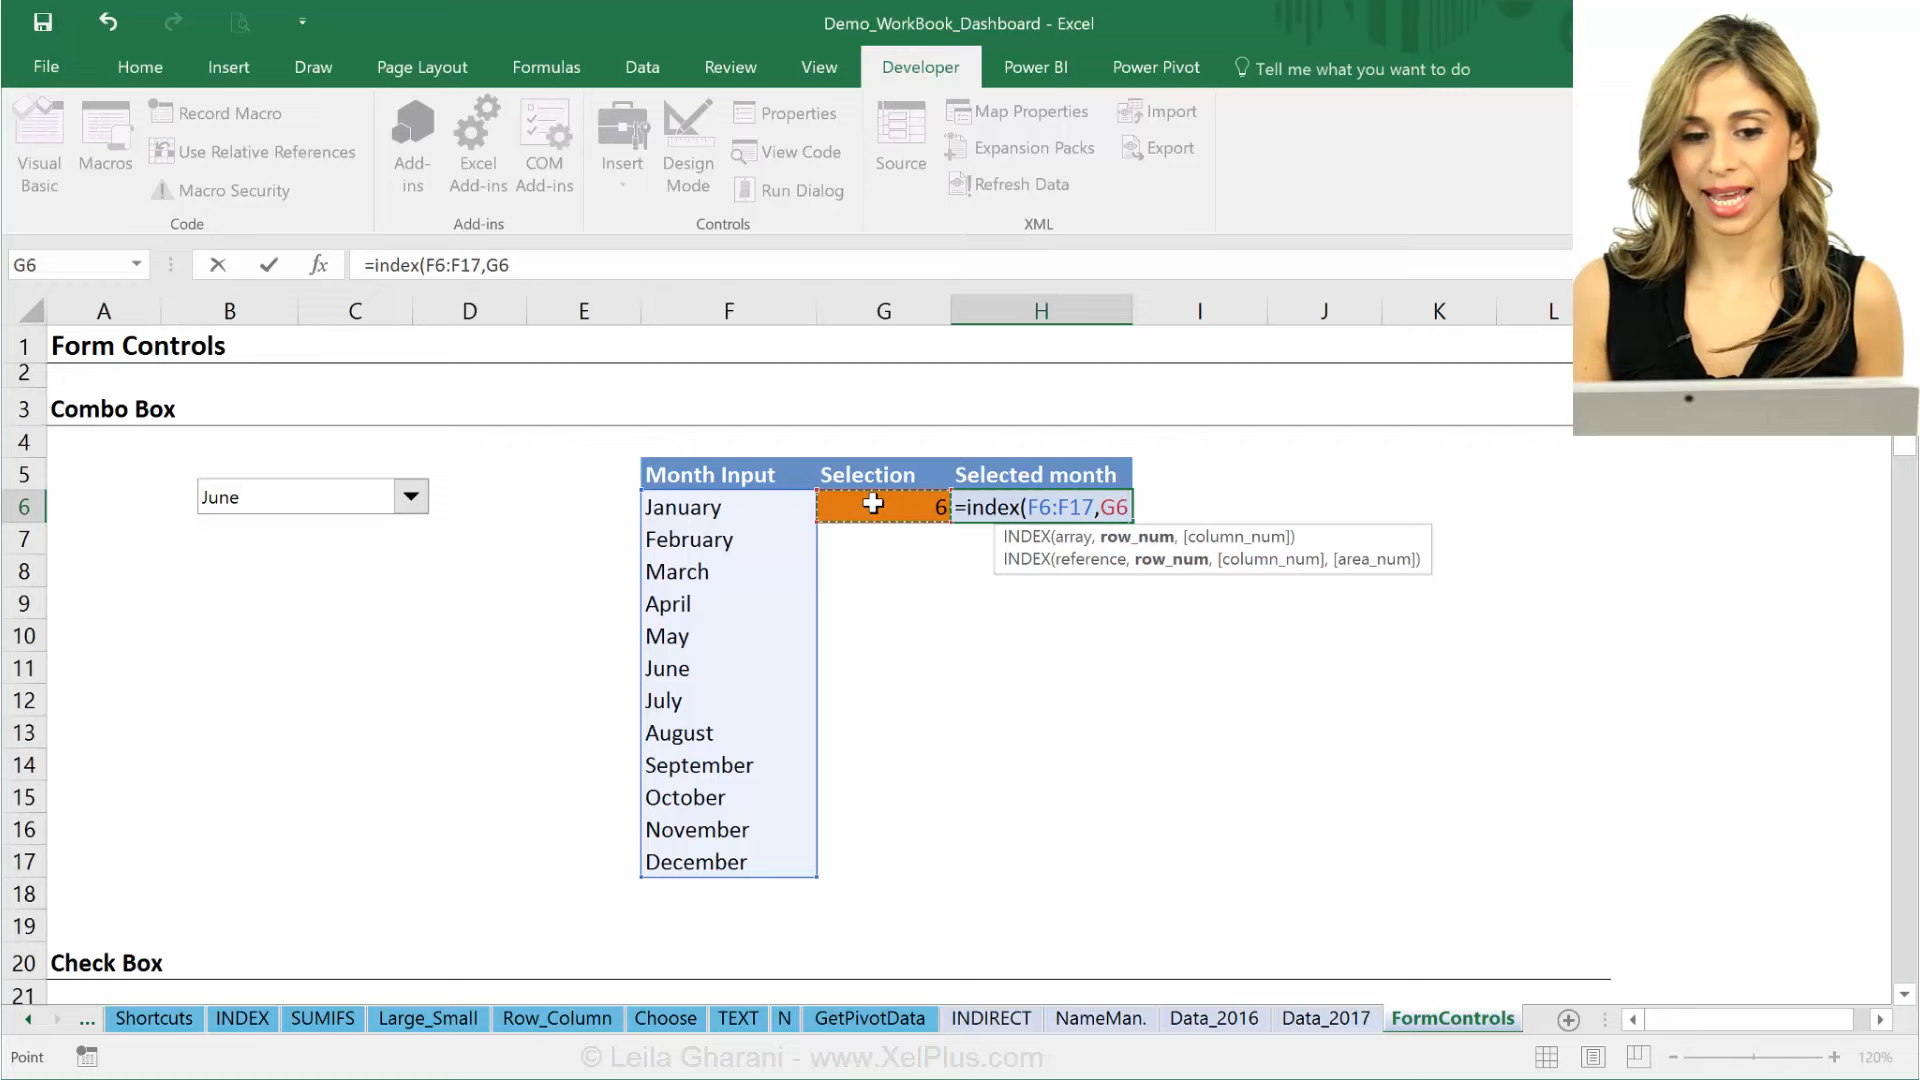 Demo_WorkBook_Dashboard - Excel
File Home Insert Draw Page Layout Formulas Data Review View Developer Power BI Power Pivot Tell me what you want to do
Visual Basic
Macros
Record Macro
Use Relative References
Macro Security
Code
Add-ins
Excel Add-ins
COM Add-ins
Add-ins
Insert
Design Mode
Properties
View Code
Run Dialog
Controls
Source
Map Properties
Expansion Packs
Refresh Data
Import
Export
XML
G6 fx =index(F6:F17,G6
A B C D E F G H I J K L
1 Form Controls
2
3 Combo Box
4
5 Month Input Selection Selected month
June
6 January 6 =index(F6:F17,G6
INDEX(array, row_num, [column_num])
INDEX(reference, row_num, [column_num], [area_num])
7 February
8 March
9 April
10 May
11 June
12 July
13 August
14 September
15 October
16 November
17 December
18
19
20 Check Box
21
... Shortcuts INDEX SUMIFS Large_Small Row_Column Choose TEXT N GetPivotData INDIRECT NameMan. Data_2016 Data_2017 FormControls
Point
© Leila Gharani - www.XelPlus.com
120%